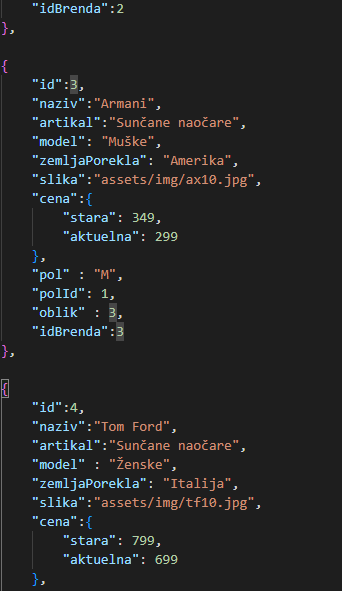 "idBrenda":2
},
{
"id":3,
"naziv":"Armani",
"artikal":"Sunčane naočare",
"model": "Muške",
"zemljaPorekla": "Amerika",
"slika":"assets/img/ax10.jpg",
"cena":{
"stara": 349,
"aktuelna": 299
},
"pol" : "M",
"polId": 1,
"oblik" : 3,
"idBrenda":3
},
{
"id":4,
"naziv":"Tom Ford",
"artikal":"Sunčane naočare",
"model" : "Ženske",
"zemljaPorekla": "Italija",
"slika":"assets/img/tf10.jpg",
"cena":{
"stara": 799,
"aktuelna": 699
},